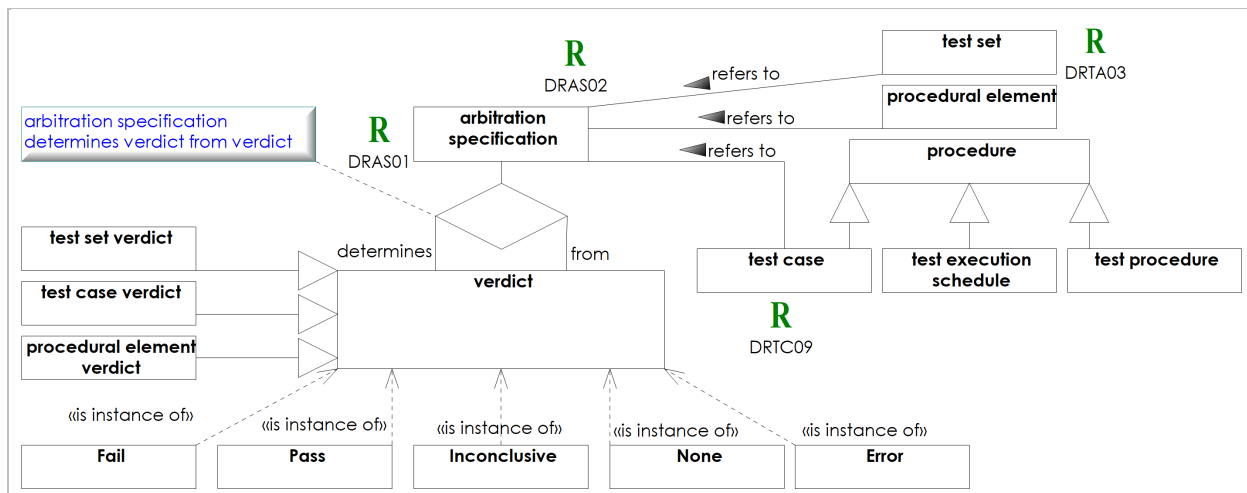 test set
R
DRTA03
R
DRAS02
refers to
procedural element
refers to
arbitration specification
determines verdict from verdict
R
DRAS01
arbitration
specification
refers to
procedure
test set verdict
determines
from
test case
test execution
schedule
test procedure
verdict
test case verdict
R
DRTC09
procedural element
verdict
«is instance of»
«is instance of»
«is instance of»
«is instance of»
«is instance of»
Fail
Pass
Inconclusive
None
Error